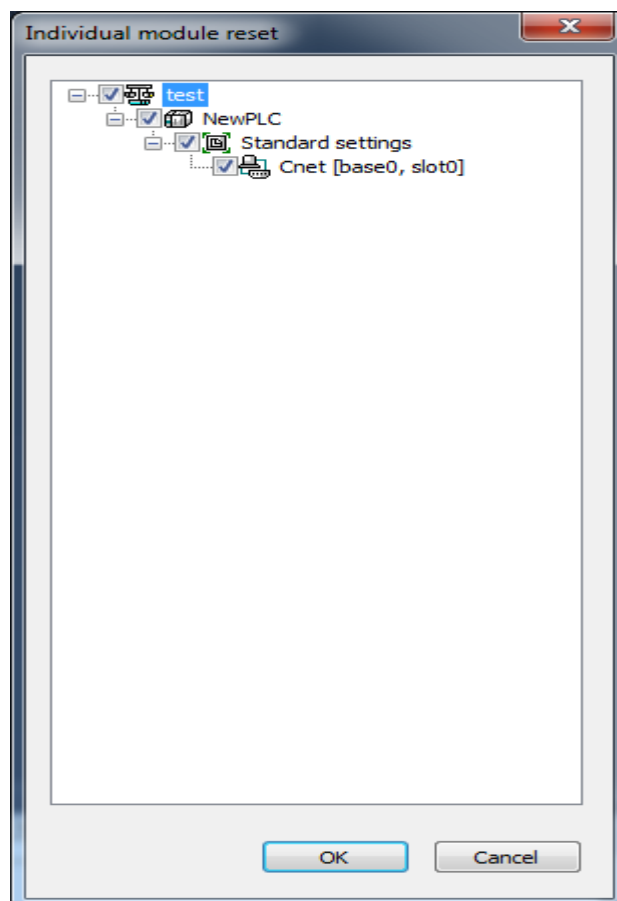 Individual module reset
test
NewPLC
Standard settings
Cnet [base0, slot0]
OK Cancel